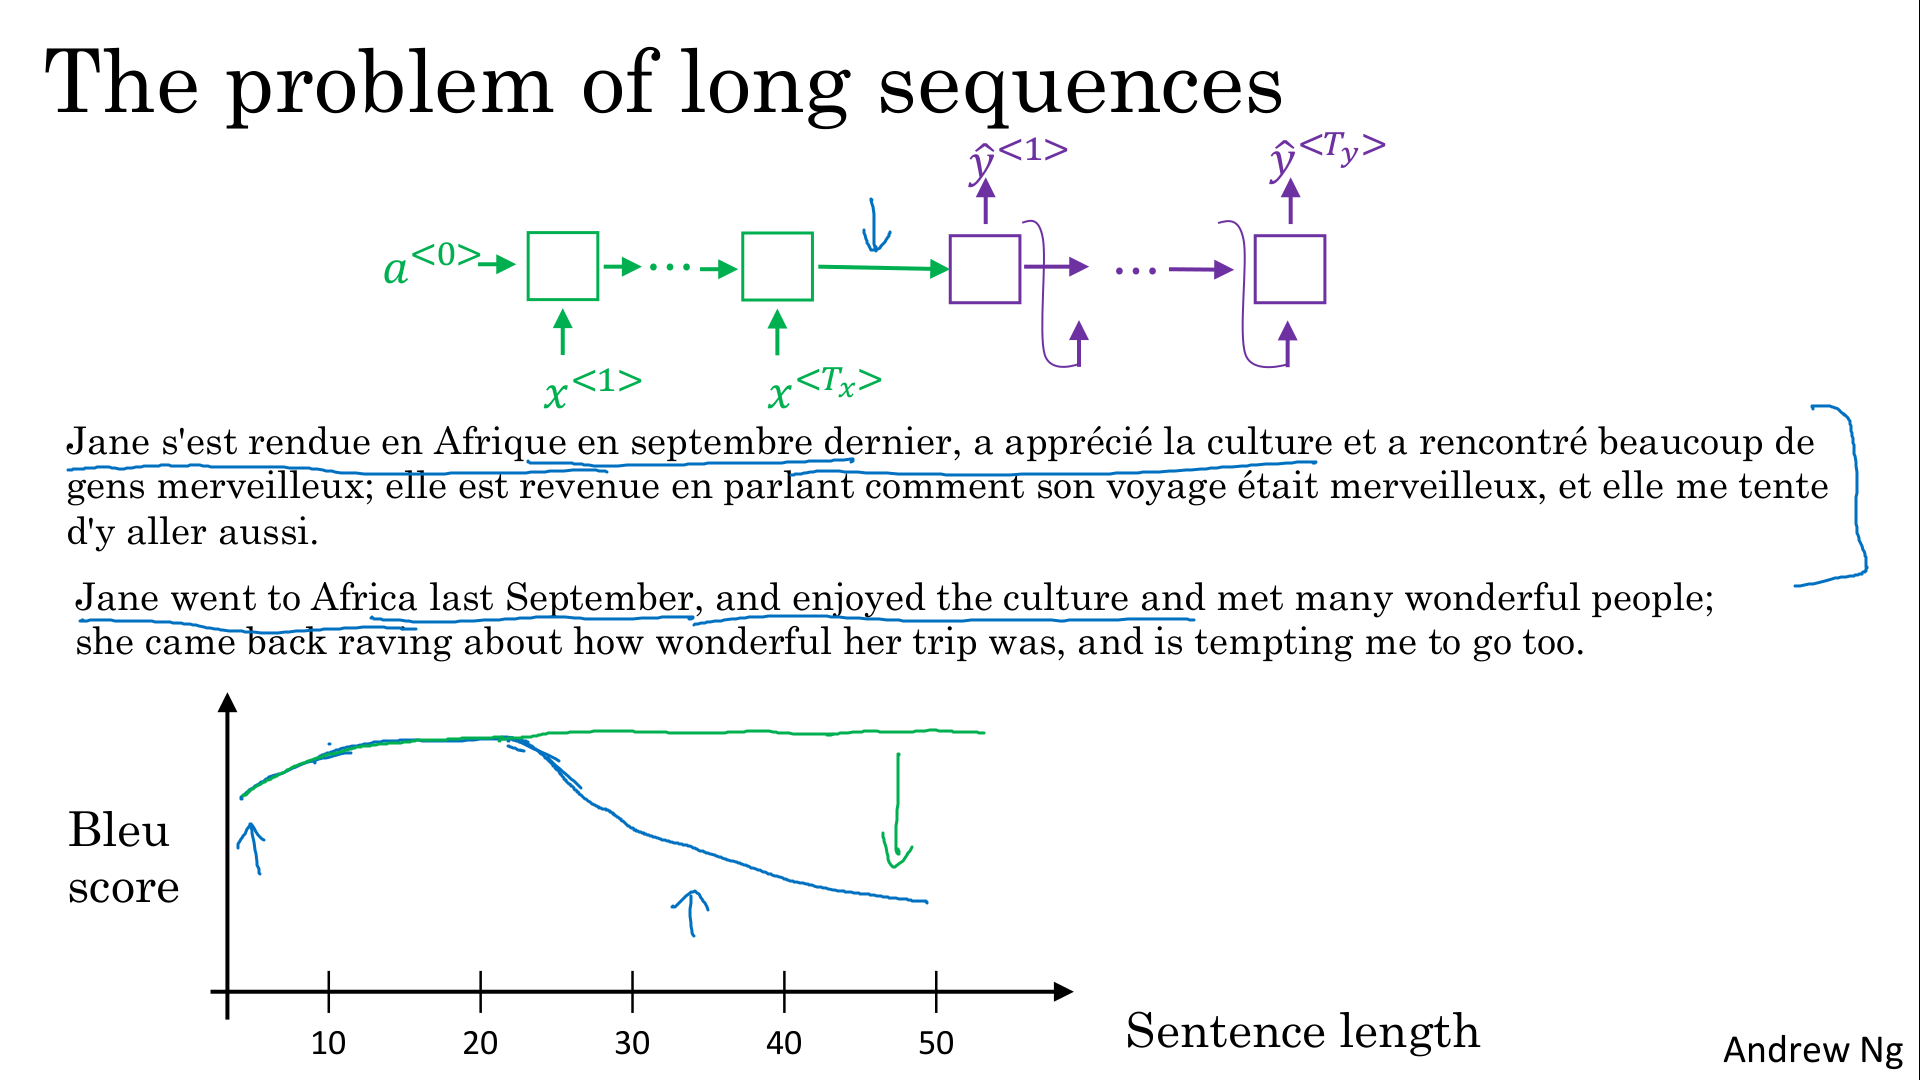 The problem of long sequences
ŷ<1> ŷ<Ty>
a<0> ... ...
x<1> x<Tx>
Jane s'est rendue en Afrique en septembre dernier, a apprécié la culture et a rencontré beaucoup de
gens merveilleux; elle est revenue en parlant comment son voyage était merveilleux, et elle me tente
d'y aller aussi.
Jane went to Africa last September, and enjoyed the culture and met many wonderful people;
she came back raving about how wonderful her trip was, and is tempting me to go too.
Bleu
score
10 20 30 40 50
Sentence length
Andrew Ng